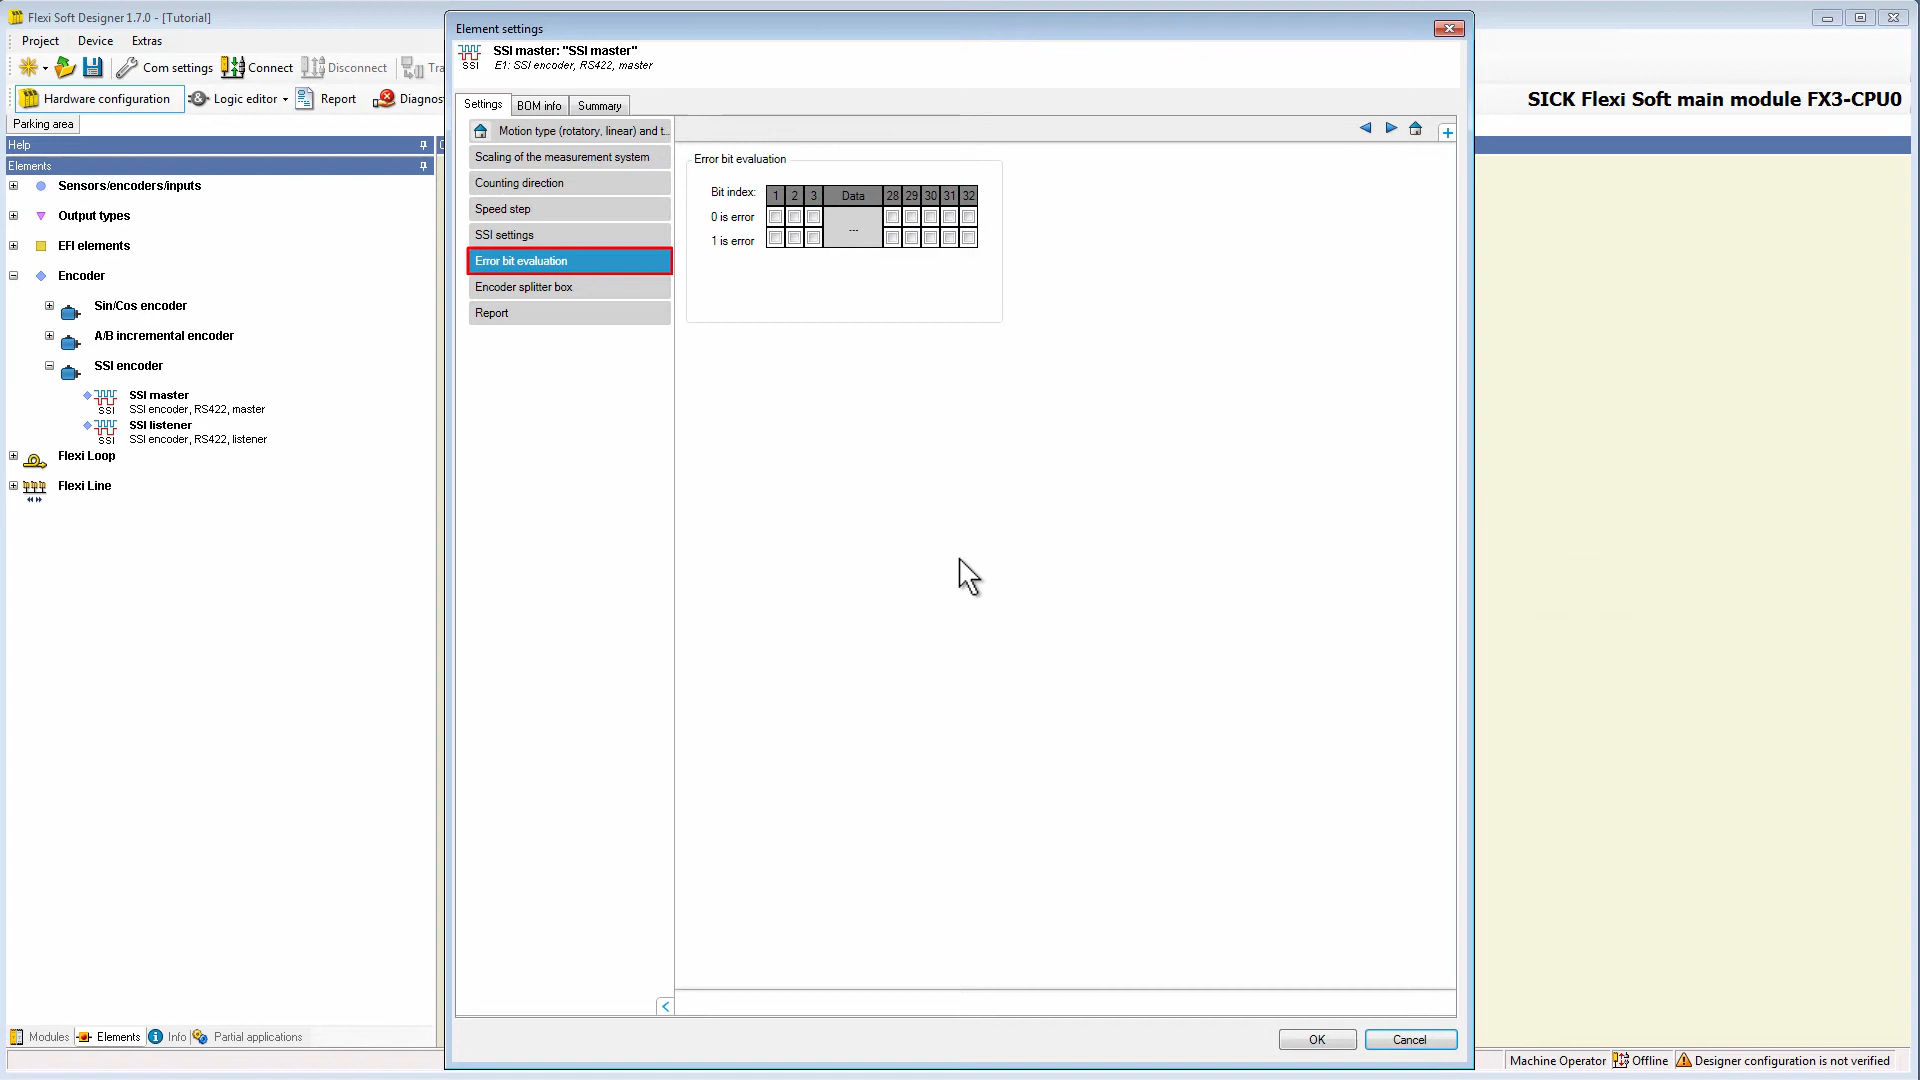 Flexi Soft Designer 1.7.0 - [Tutorial]
Project Device Extras
Com settings Connect Disconnect Tra
Hardware configuration Logic editor Report Diagnos
Parking area
Help
Elements
Sensors/encoders/inputs
Output types
EFI elements
Encoder
Sin/Cos encoder
A/B incremental encoder
SSI encoder
SSI
SSI master
SSI encoder, RS422, master
SSI
SSI listener
SSI encoder, RS422, listener
Flexi Loop
Flexi Line
Modules Elements Info Partial applications
Element settings
SSI
SSI master: "SSI master"
E1: SSI encoder, RS422, master
Settings BOM info Summary
Motion type (rotatory, linear) and t...
Scaling of the measurement system
Counting direction
Speed step
SSI settings
Error bit evaluation
Encoder splitter box
Report
Error bit evaluation
Bit index: 1 2 3 Data 28 29 30 31 32
0 is error
...
1 is error
OK Cancel
SICK Flexi Soft main module FX3-CPU0
Machine Operator Offline Designer configuration is not verified